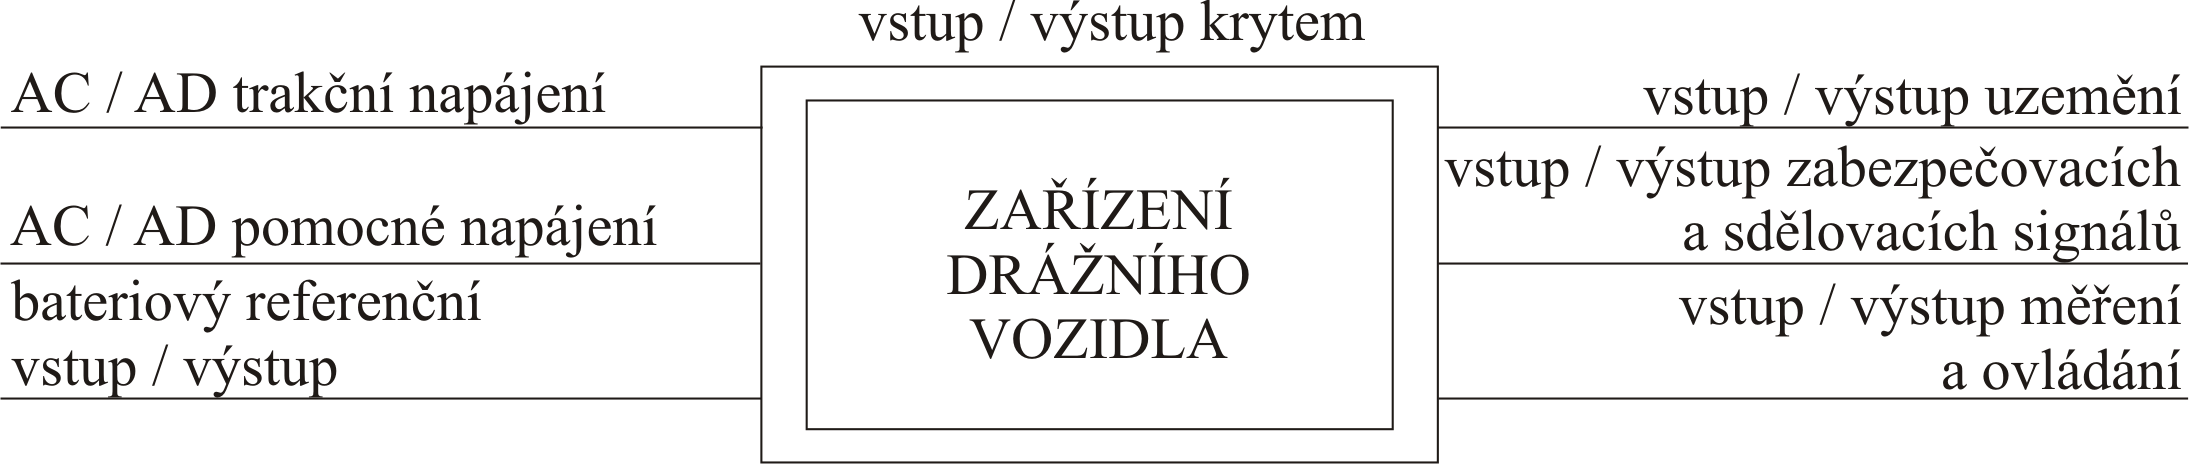 vstup / výstup krytem
AC / AD trakční napájení
AC / AD pomocné napájení
bateriový referenční
vstup / výstup
ZAŘÍZENÍ
DRÁŽNÍHO
VOZIDLA
vstup / výstup uzemění
vstup / výstup zabezpečovacích
a sdělovacích signálů
vstup / výstup měření
a ovládání